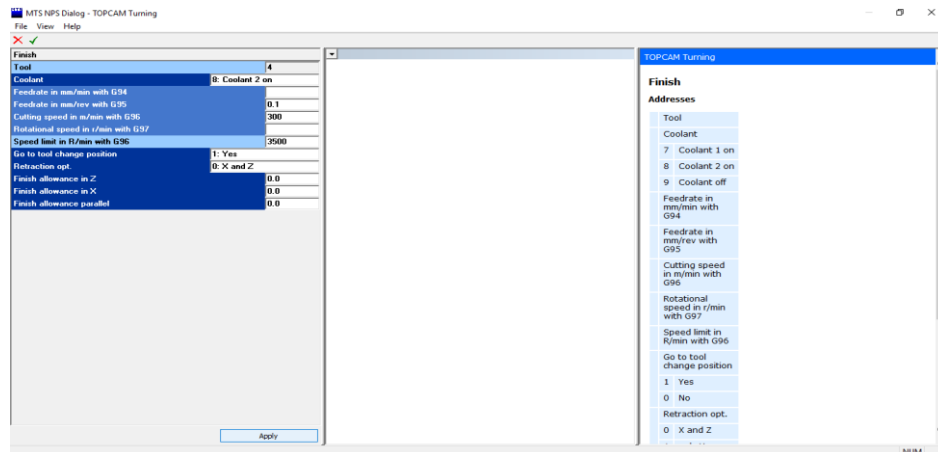 MTS NPS Dialog - TOPCAM Turning
File View Help
Finish
Tool 4
Coolant 8: Coolant 2 on
Feedrate in mm/min with G94
Feedrate in mm/rev with G95 0.1
Cutting speed in m/min with G96 300
Rotational speed in r/min with G97
Speed limit in R/min with G96 3500
Go to tool change position 1: Yes
Retraction opt. 0: X and Z
Finish allowance in Z 0.0
Finish allowance in X 0.0
Finish allowance parallel 0.0
Apply
TOPCAM Turning
Finish
Addresses
Tool
Coolant
7 Coolant 1 on
8 Coolant 2 on
9 Coolant off
Feedrate in
mm/min with
G94
Feedrate in
mm/rev with
G95
Cutting speed
in m/min with
G96
Rotational
speed in r/min
with G97
Speed limit in
R/min with G96
Go to tool
change position
1 Yes
0 No
Retraction opt.
0 X and Z
NUM